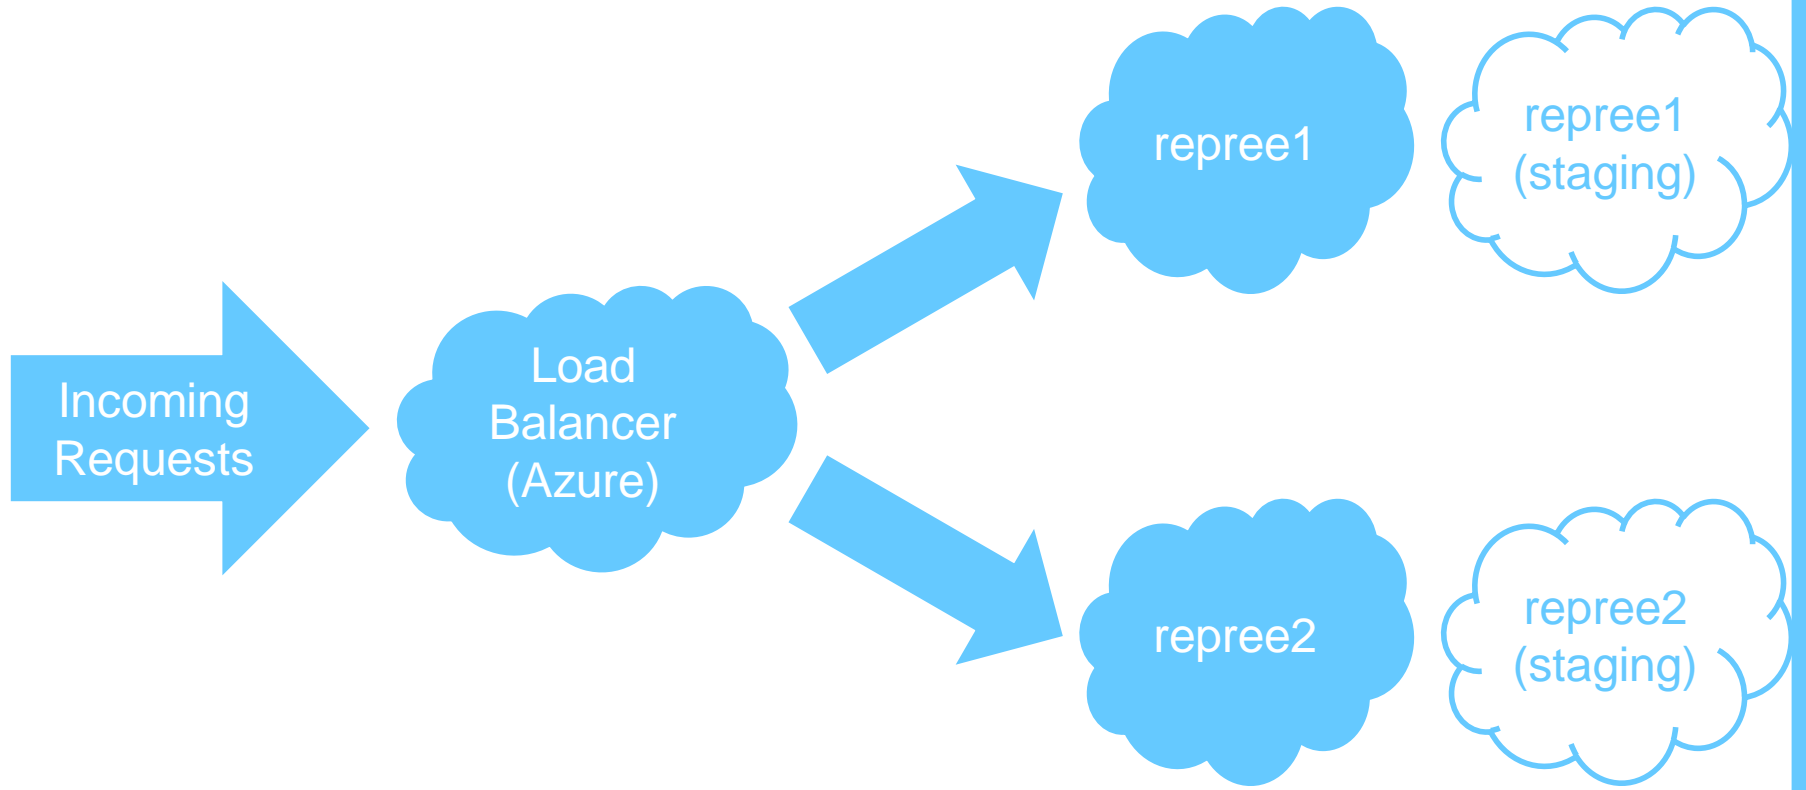 Incoming
Requests
Load
Balancer
(Azure)
repree1
repree1
(staging)
repree2
repree2
(staging)